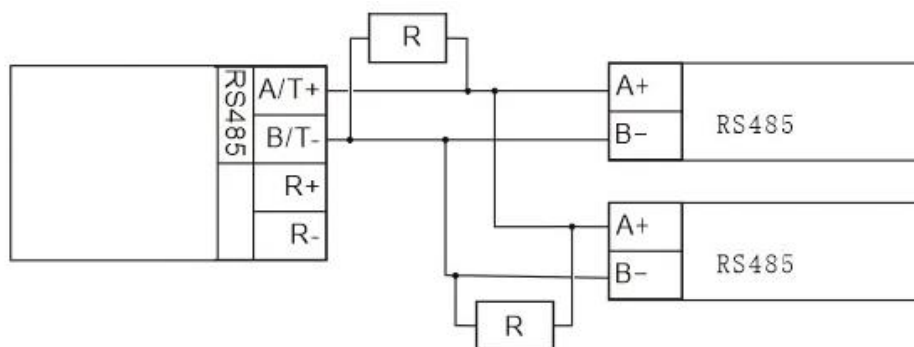 R
RS485
A/T+
B/T-
R+
R-
A+
B-
RS485
A+
B-
RS485
R